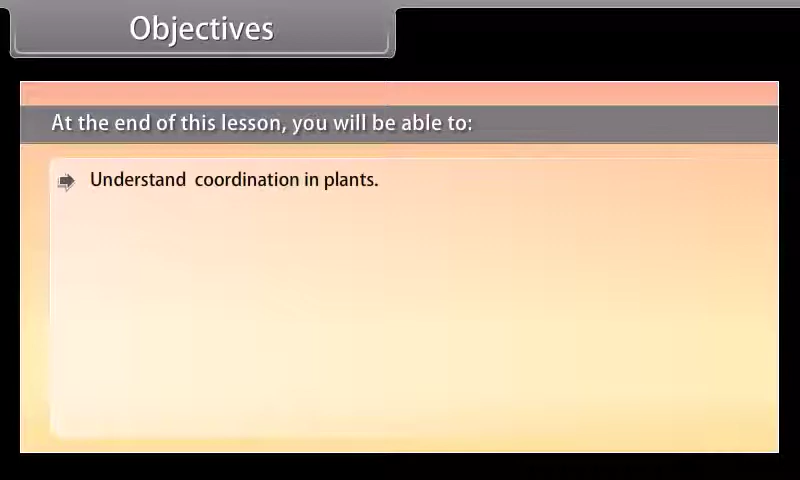 Objectives
At the end of this lesson, you will be able to:
Understand  coordination in plants.